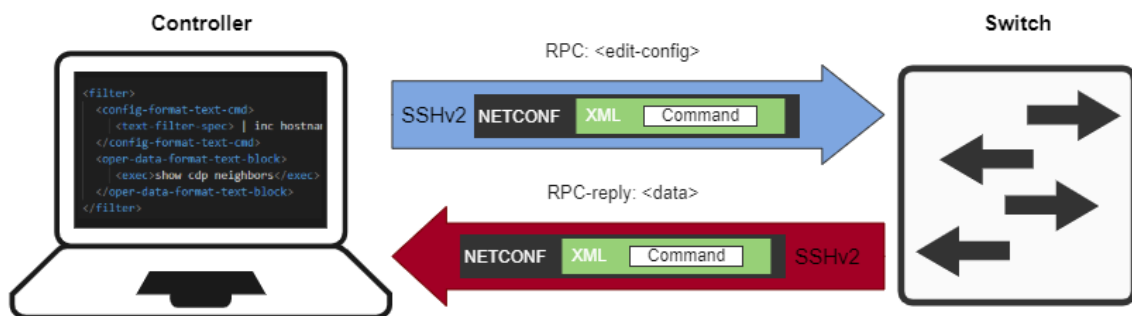 Controller
Switch
RPC: <edit-config>
<filter>
<config-format-text-cmd>
<text-filter-spec> | inc
</config-format-text-cmd>
<oper-data-format-text-block>
<exec>show cdp neighbors</exec>
</oper-data-format-text-block>
</filter>
SSHv2 NETCONF XML Command
RPC-reply: <data>
NETCONF XML Command SSHv2